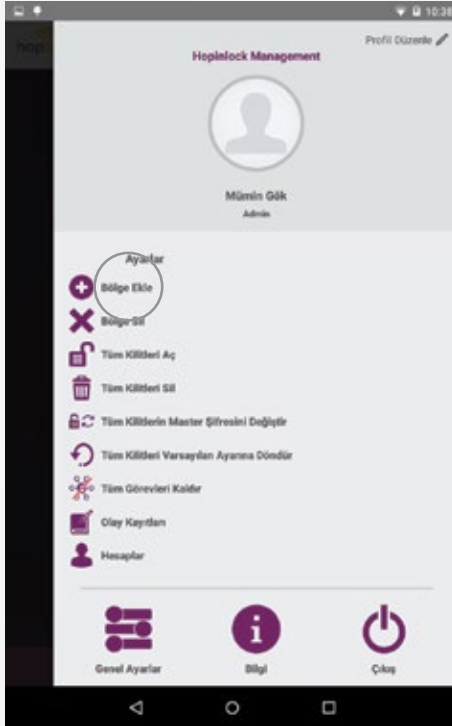 10:38
hop
Profil Düzenle
Hopinlock Management
Mümin Gök
Admin
Ayarlar
Bölge Ekle
Bölge Sil
Tüm Kilitleri Aç
Tüm Kilitleri Sil
Tüm Kilitlerin Master Şifresini Değiştir
Tüm Kilitleri Varsayılan Ayarına Döndür
Tüm Görevleri Kaldır
Olay Kayıtları
Hesaplar
Genel Ayarlar
Bilgi
Çıkış